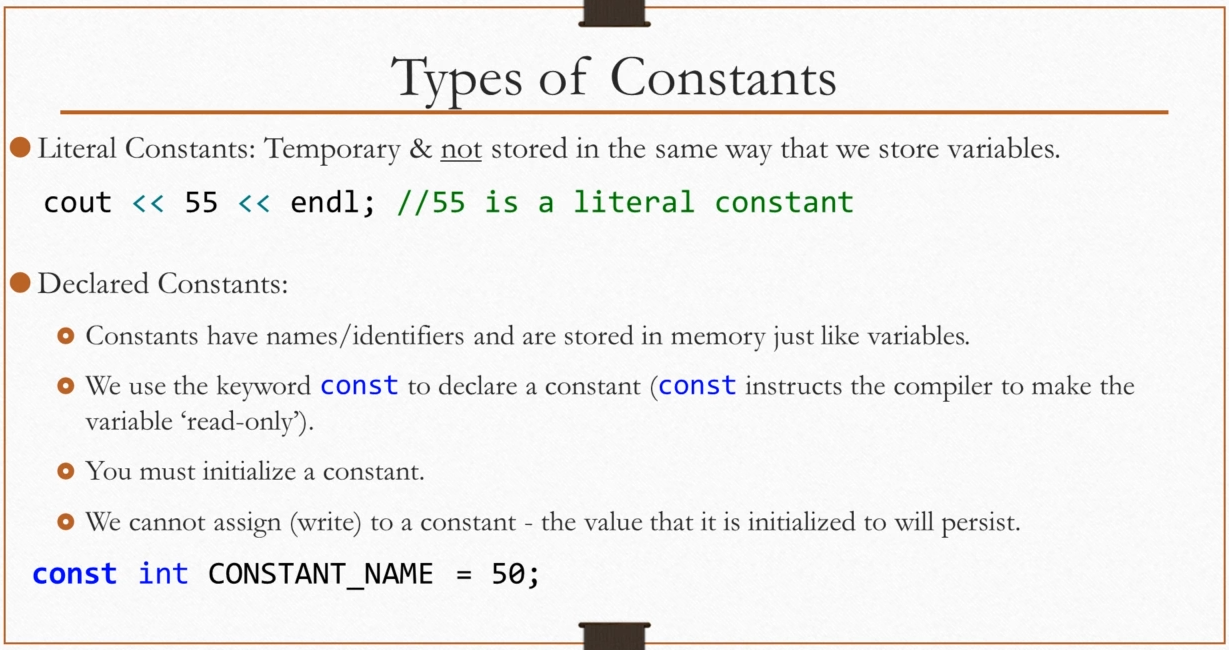 Types of Constants
Literal Constants: Temporary & not stored in the same way that we store variables.
cout << 55 << endl; //55 is a literal constant
Declared Constants:
Constants have names/identifiers and are stored in memory just like variables.
We use the keyword const to declare a constant (const instructs the compiler to make the
variable ‘read-only’).
You must initialize a constant.
We cannot assign (write) to a constant - the value that it is initialized to will persist.
const int CONSTANT_NAME = 50;